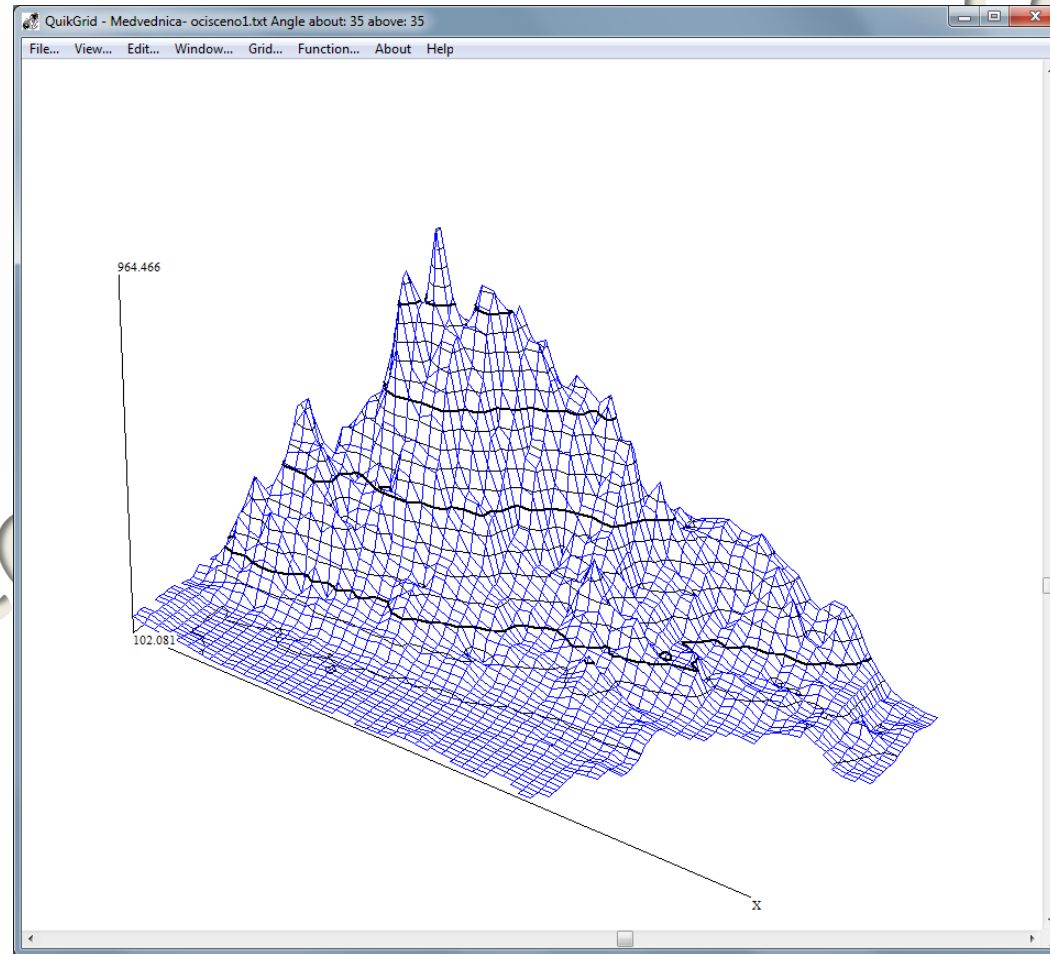 QuikGrid - Medvednica- ocisceno1.txt Angle about: 35 above: 35
File... View... Edit... Window... Grid... Function... About Help
964.466
102.081
X